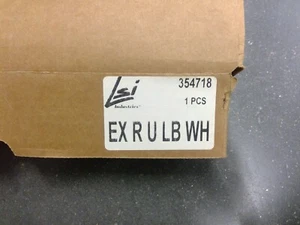 Lsi
Industries
354718
1 PCS
EX R U LB WH